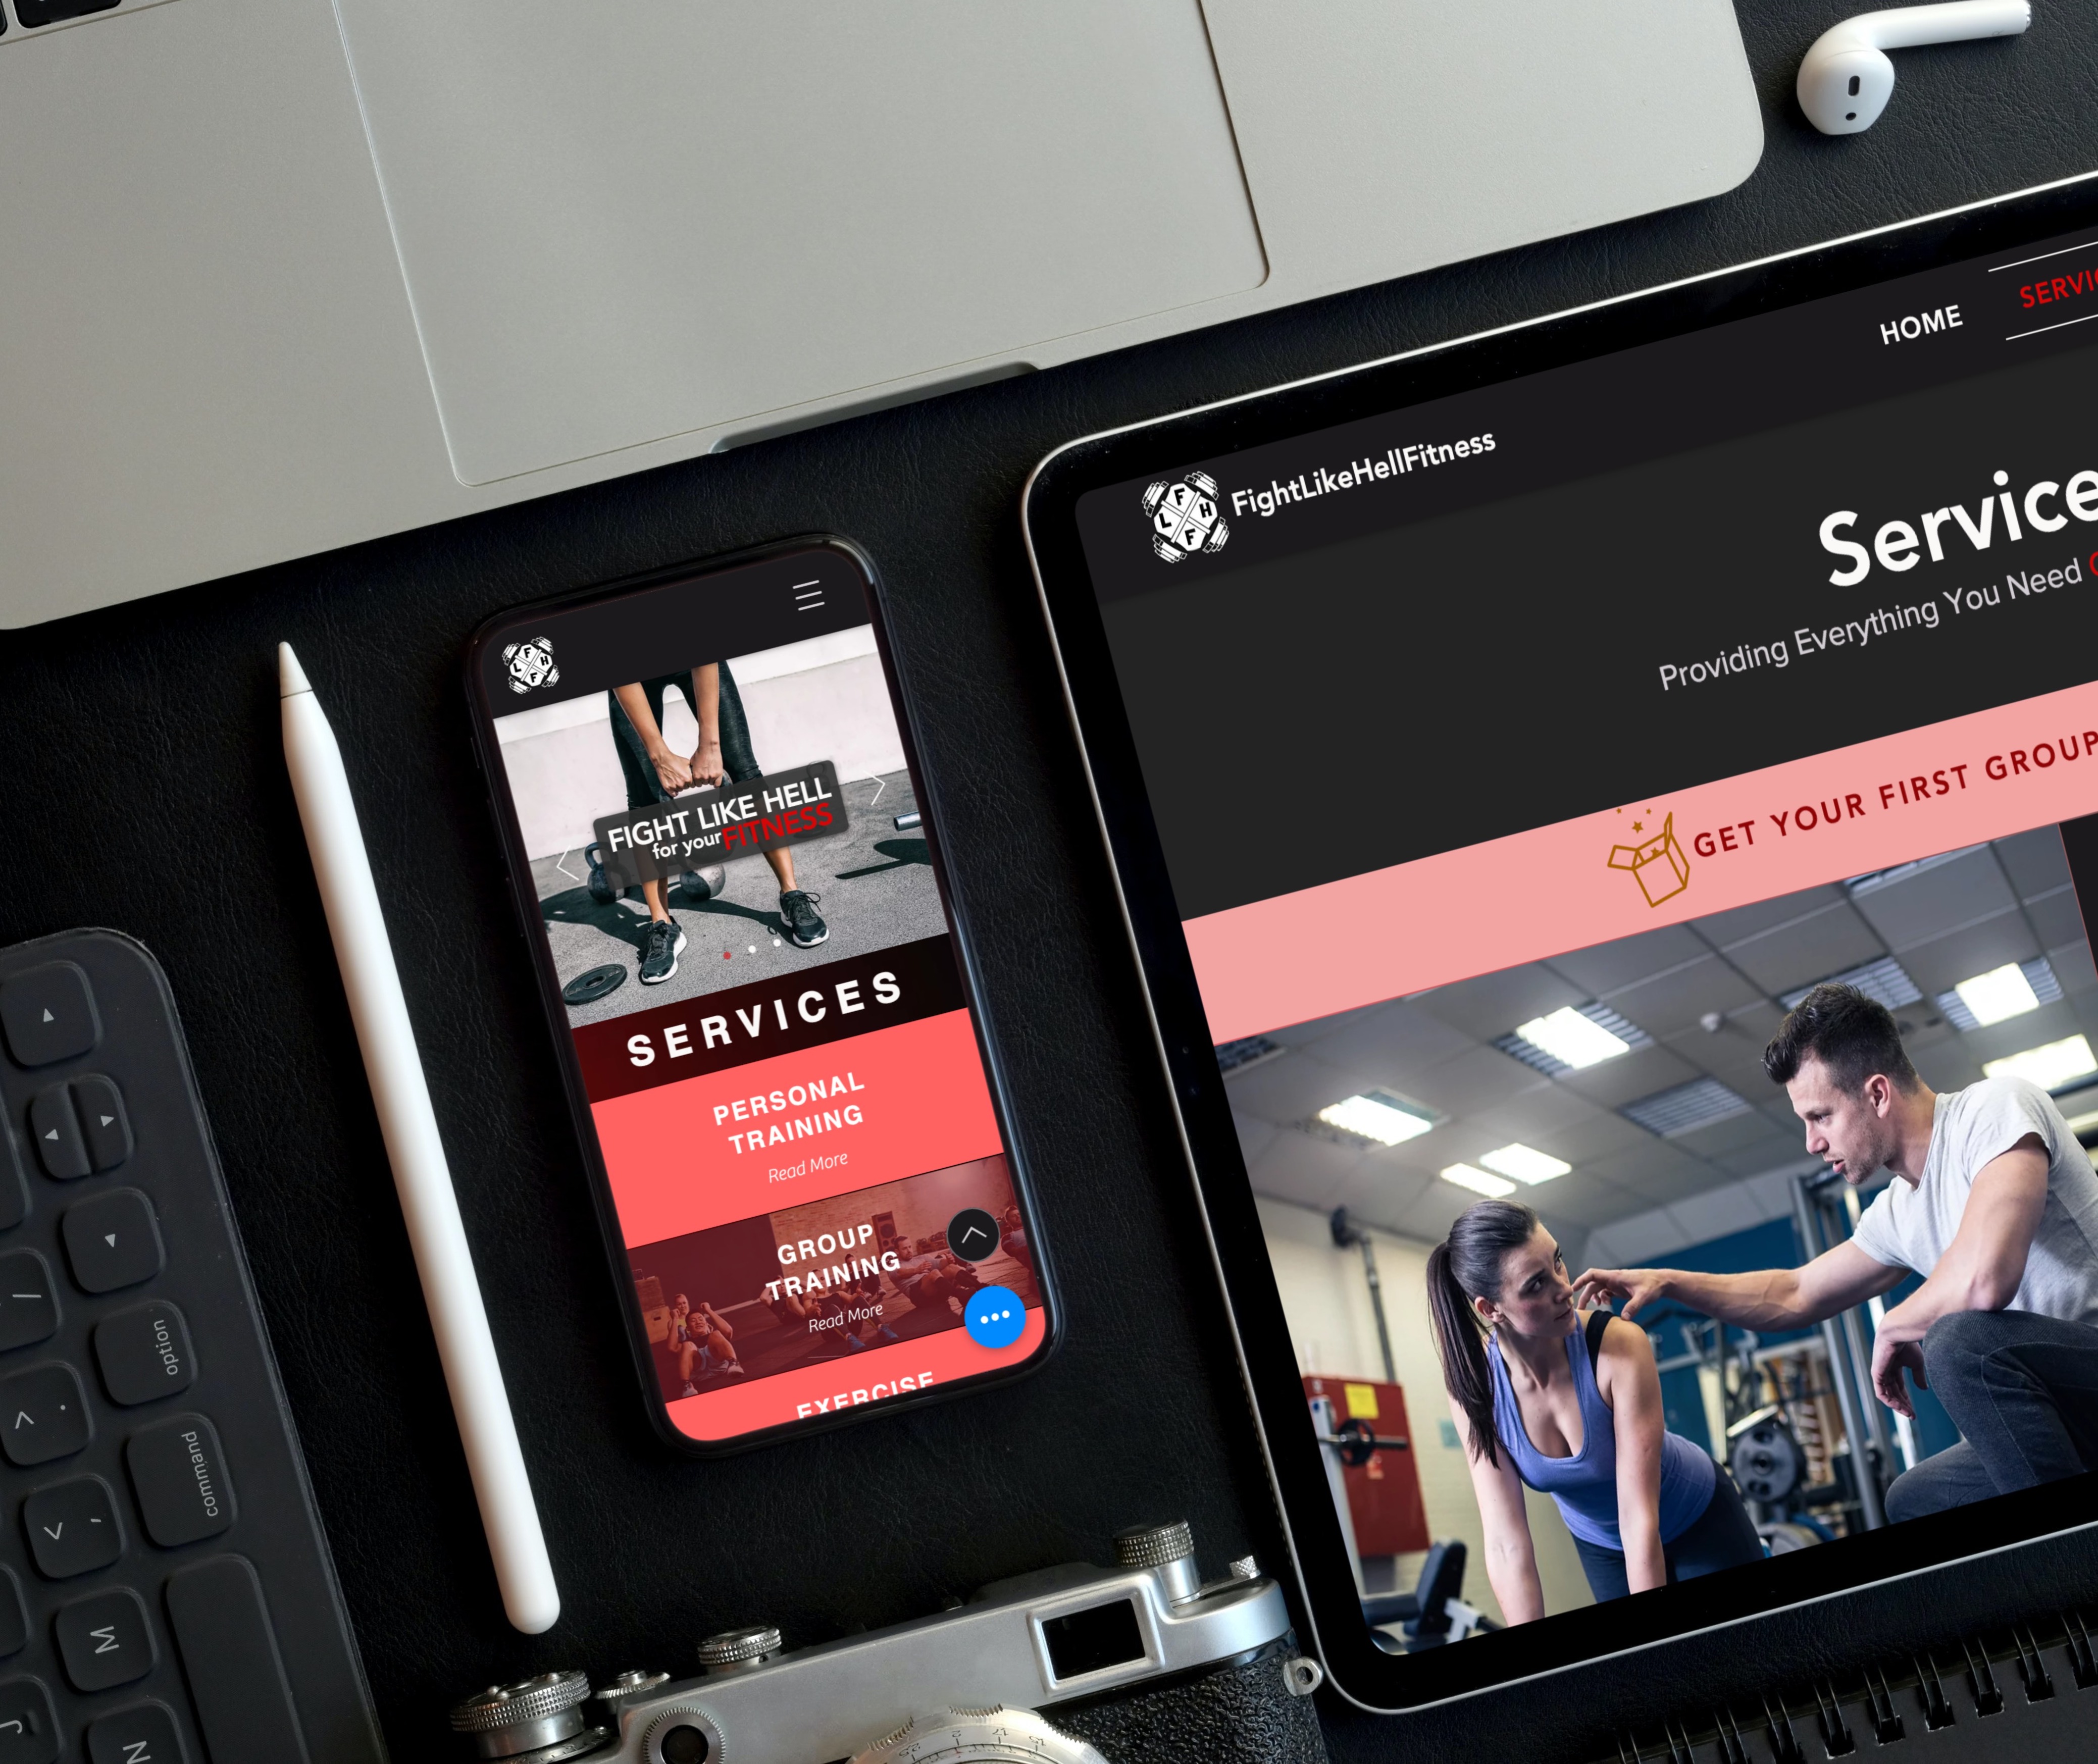 HOME
SERVIC
FightLikeHellFitness
F
L H
F
Service
Providing Everything You Need
GET YOUR FIRST GROUP
F
L H
F
FIGHT LIKE HELL
for your FITNESS
SERVICES
PERSONAL
TRAINING
Read More
GROUP
TRAINING
Read More
EXERCISE
option
command
M
N
J